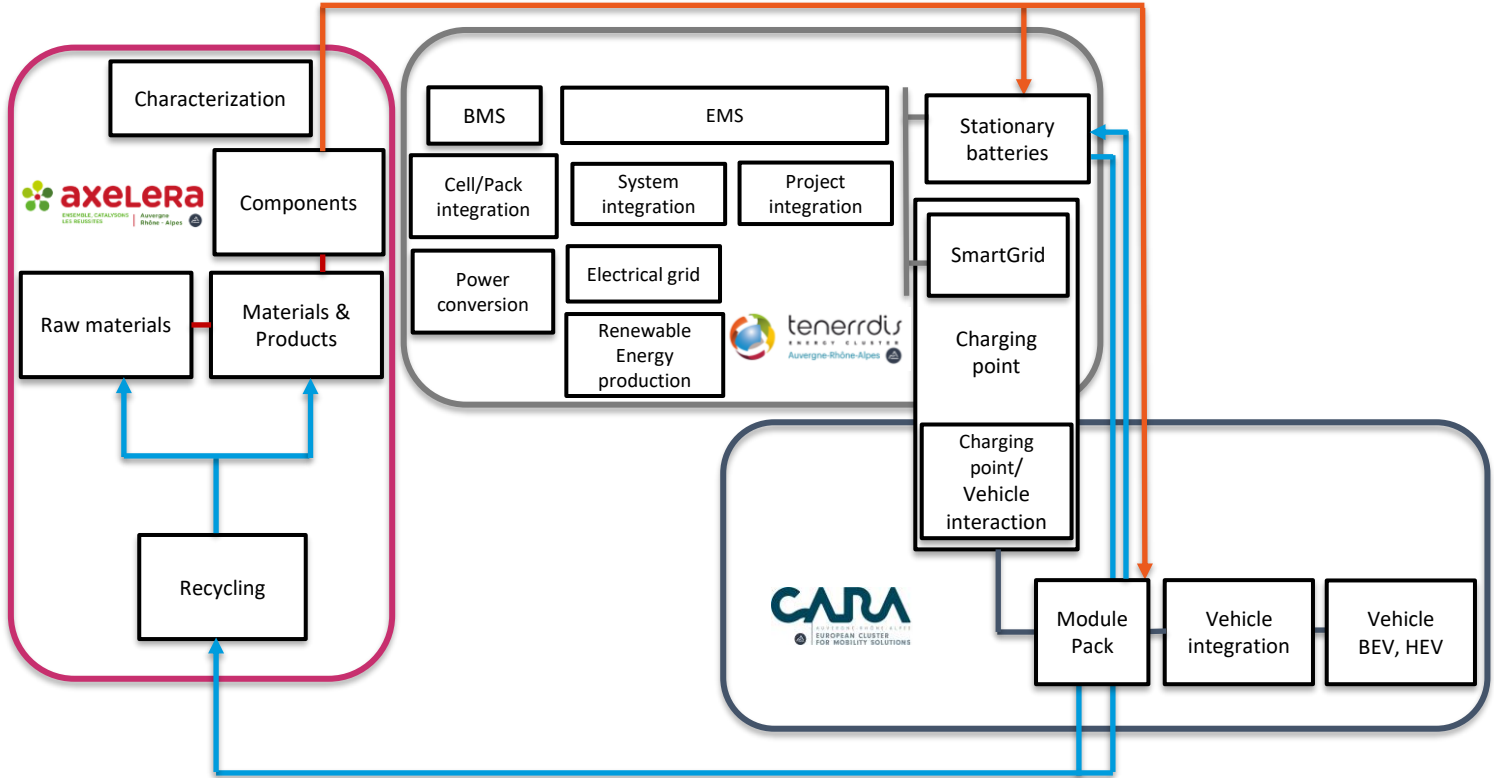 Characterization
Components
axelera
ENSEMBLE, CATALYSONS
LES RÉUSSITES
Auvergne
Rhône - Alpes
Raw materials
Materials &
Products
Recycling
BMS
EMS
Cell/Pack
integration
System
integration
Project
integration
Power
conversion
Electrical grid
Renewable
Energy
production
tenerrdis
ENERGY CLUSTER
Auvergne-Rhône-Alpes
Stationary
batteries
SmartGrid
Charging
point
Charging
point/
Vehicle
interaction
CARA
AUVERGNE-RHÔNE-ALPES
EUROPEAN CLUSTER
FOR MOBILITY SOLUTIONS
Module
Pack
Vehicle
integration
Vehicle
BEV, HEV